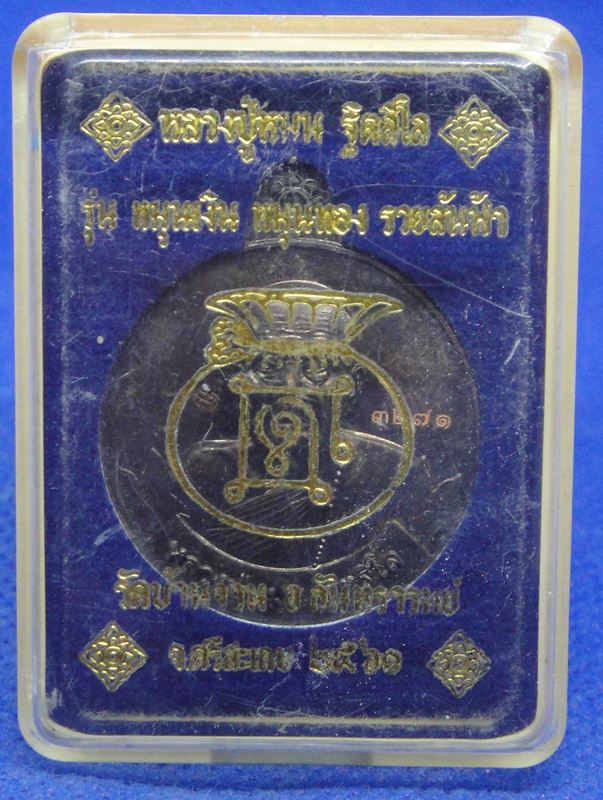 หลวงปู่หมุน ฐิตสีโล
รุ่น หนุนเงิน หมุนทอง รวยล้นฟ้า
๓๒๗๑
วัดบ้านจาน อ.กันทรารมย์
จ.ศรีสะเกษ ๒๕๖๑